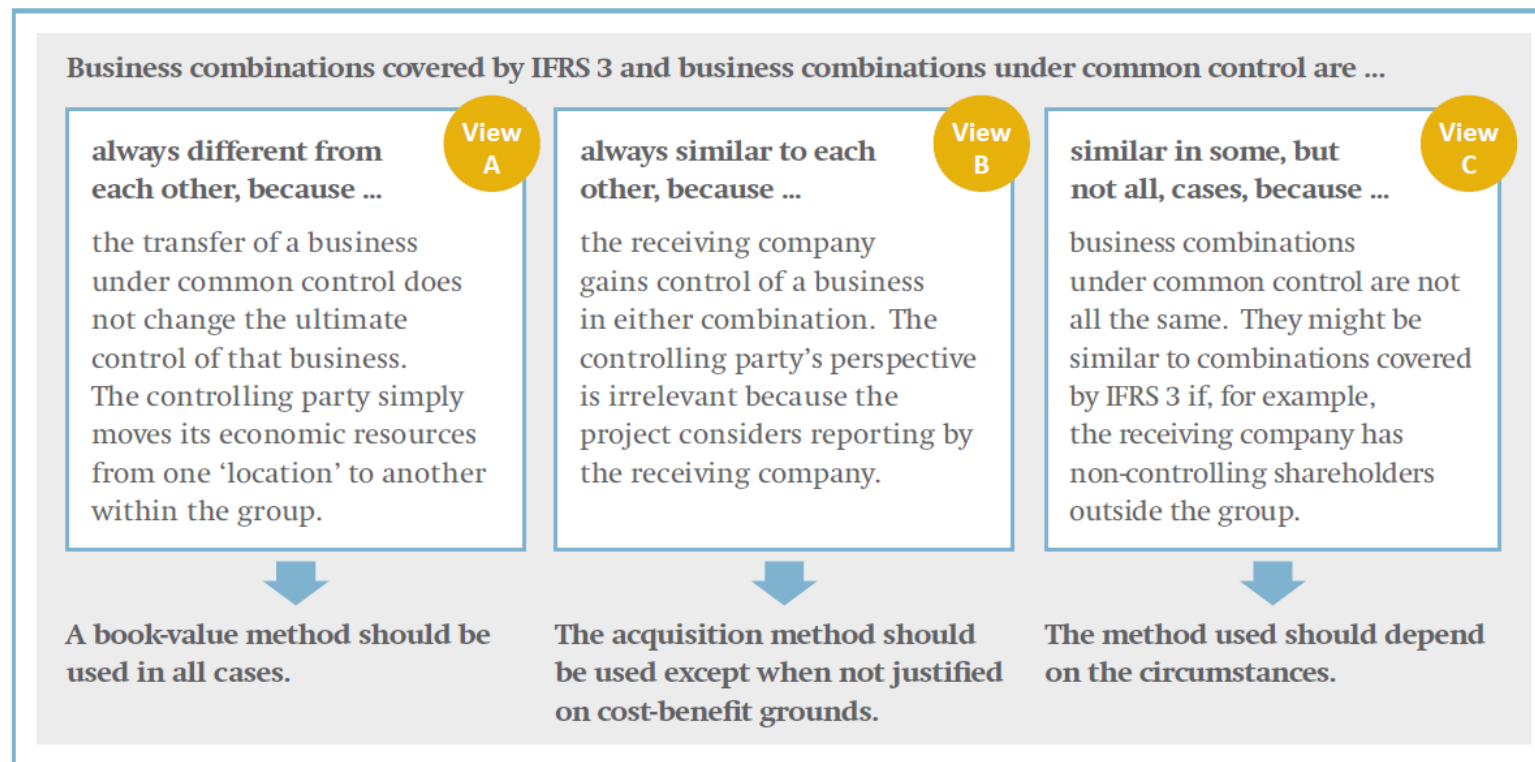 Business combinations covered by IFRS 3 and business combinations under common control are ...
View
A
always different from
each other, because ...
the transfer of a business
under common control does
not change the ultimate
control of that business.
The controlling party simply
moves its economic resources
from one ‘location’ to another
within the group.
A book-value method should be
used in all cases.
View
B
always similar to each
other, because ...
the receiving company
gains control of a business
in either combination. The
controlling party’s perspective
is irrelevant because the
project considers reporting by
the receiving company.
The acquisition method should
be used except when not justified
on cost-benefit grounds.
View
C
similar in some, but
not all, cases, because ...
business combinations
under common control are not
all the same. They might be
similar to combinations covered
by IFRS 3 if, for example,
the receiving company has
non-controlling shareholders
outside the group.
The method used should depend
on the circumstances.